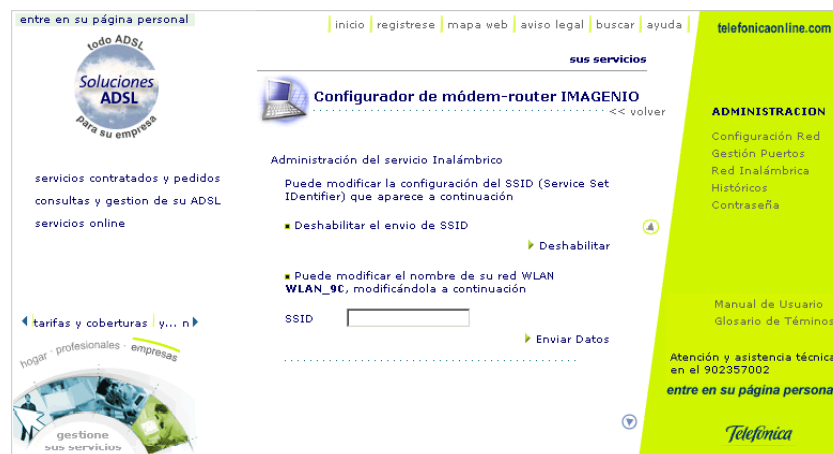 entre en su página personal
inicio registrese mapa web aviso legal buscar ayuda
telefonicaonline.com
todo ADSL
Soluciones
ADSL
para su empresa
sus servicios
Configurador de módem-router IMAGENIO
<< volver
ADMINISTRACION
Configuración Red
Gestión Puertos
Red Inalámbrica
Históricos
Contraseña
Administración del servicio Inalámbrico
servicios contratados y pedidos
consultas y gestion de su ADSL
servicios online
Puede modificar la configuración del SSID (Service Set
IDentifier) que aparece a continuación
Deshabilitar el envio de SSID
Deshabilitar
Puede modificar el nombre de su red WLAN
WLAN_9C, modificándola a continuación
SSID
Enviar Datos
tarifas y coberturas y... n
hogar · profesionales · empresas
gestione
sus servicios
Manual de Usuario
Glosario de Téminos
Atención y asistencia técnica
en el 902357002
entre en su página persona
Telefónica